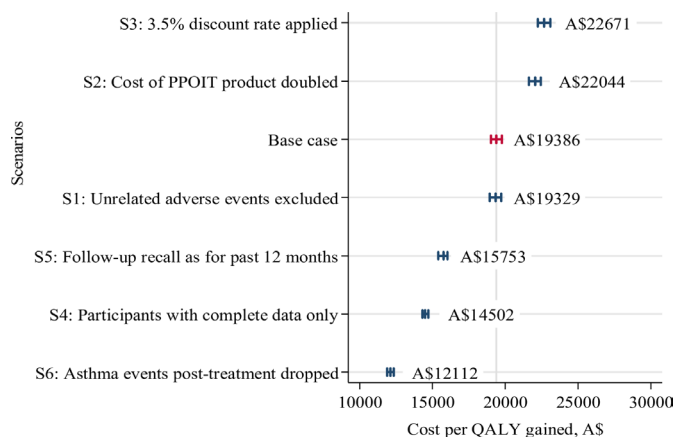 Scenarios
S3: 3.5% discount rate applied
A$22671
S2: Cost of PPOIT product doubled
A$22044
Base case
A$19386
S1: Unrelated adverse events excluded
A$19329
S5: Follow-up recall as for past 12 months
A$15753
S4: Participants with complete data only
A$14502
S6: Asthma events post-treatment dropped
A$12112
10000 15000 20000 25000 30000
Cost per QALY gained, A$